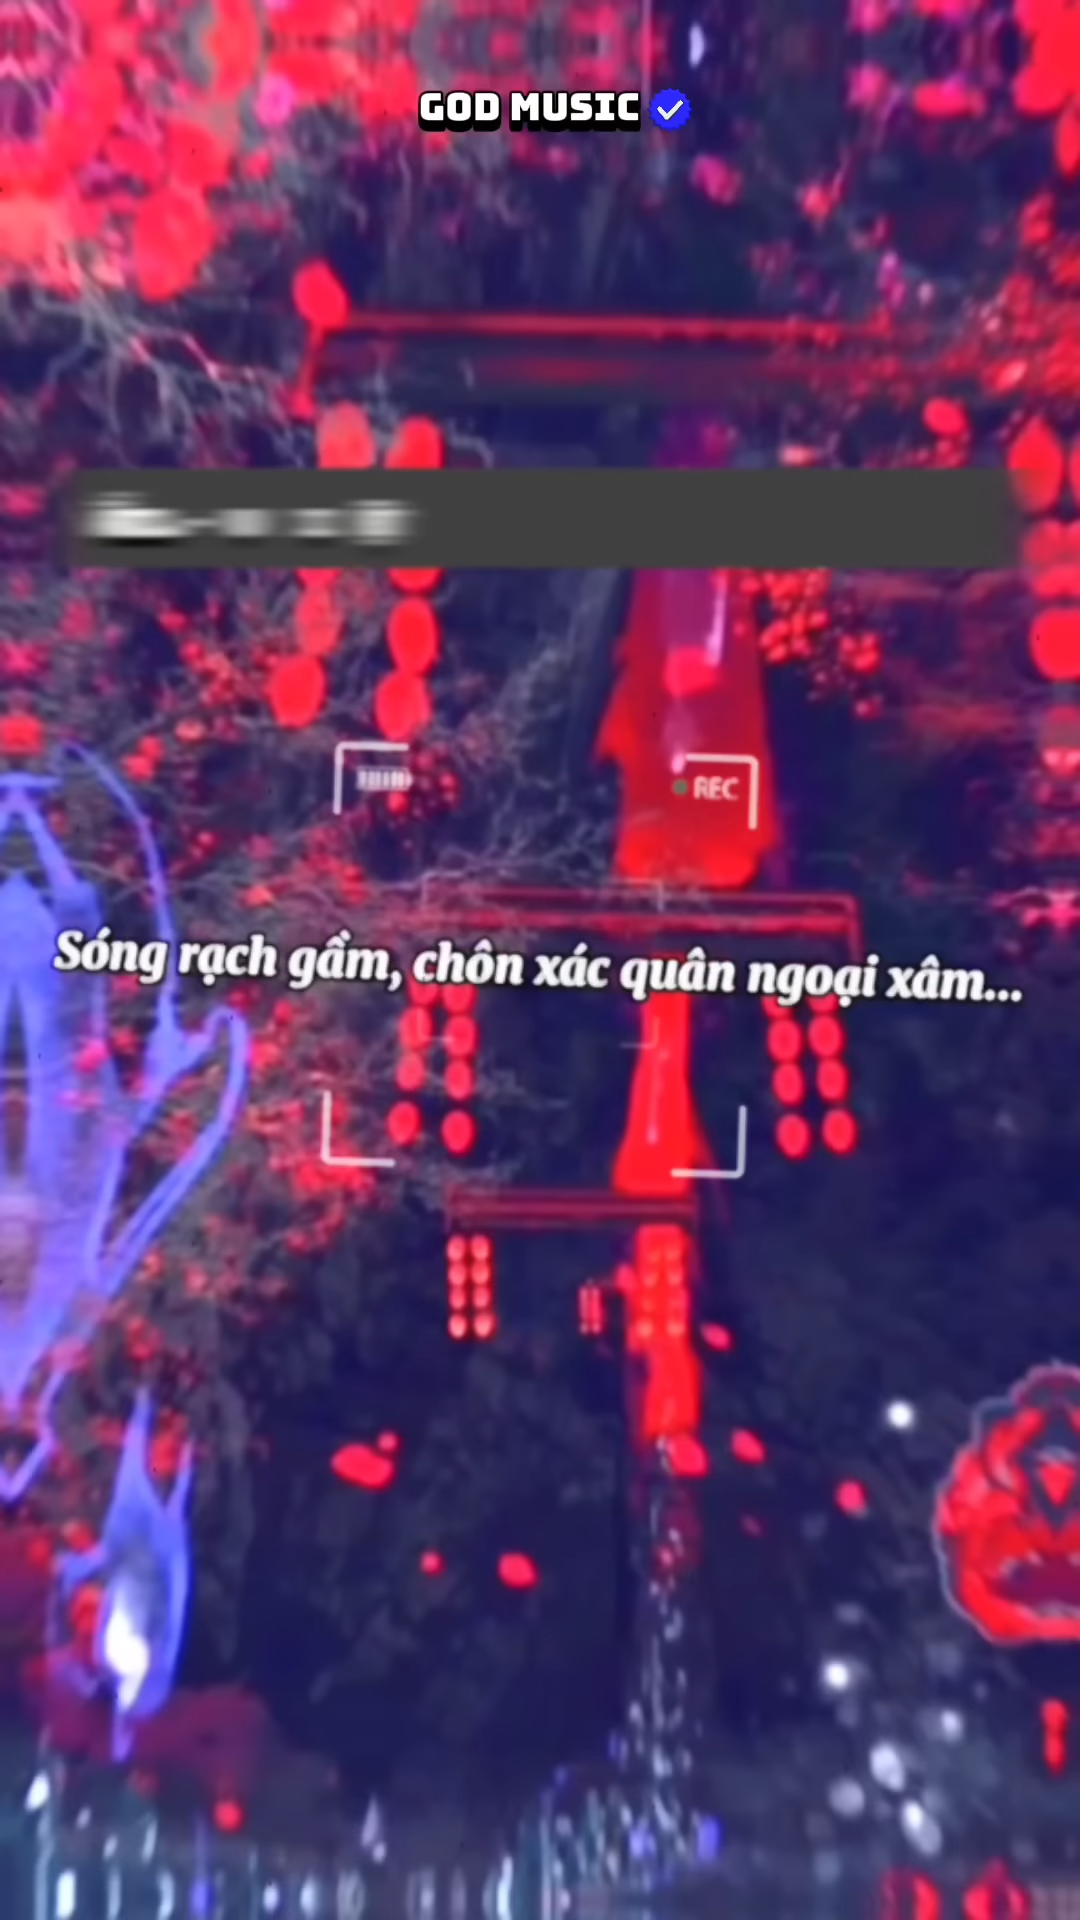 GOD MUSIC
REC
Sóng rạch gầm, chôn xác quân ngoại xâm...